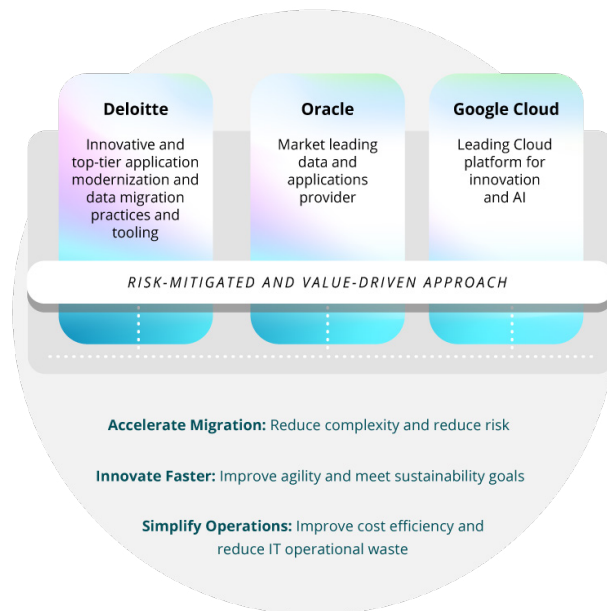 Deloitte
Innovative and
top-tier application
modernization and
data migration
practices and
tooling
Oracle
Market leading
data and
applications
provider
Google Cloud
Leading Cloud
platform for
innovation
and AI
RISK-MITIGATED AND VALUE-DRIVEN APPROACH
Accelerate Migration: Reduce complexity and reduce risk
Innovate Faster: Improve agility and meet sustainability goals
Simplify Operations: Improve cost efficiency and
reduce IT operational waste